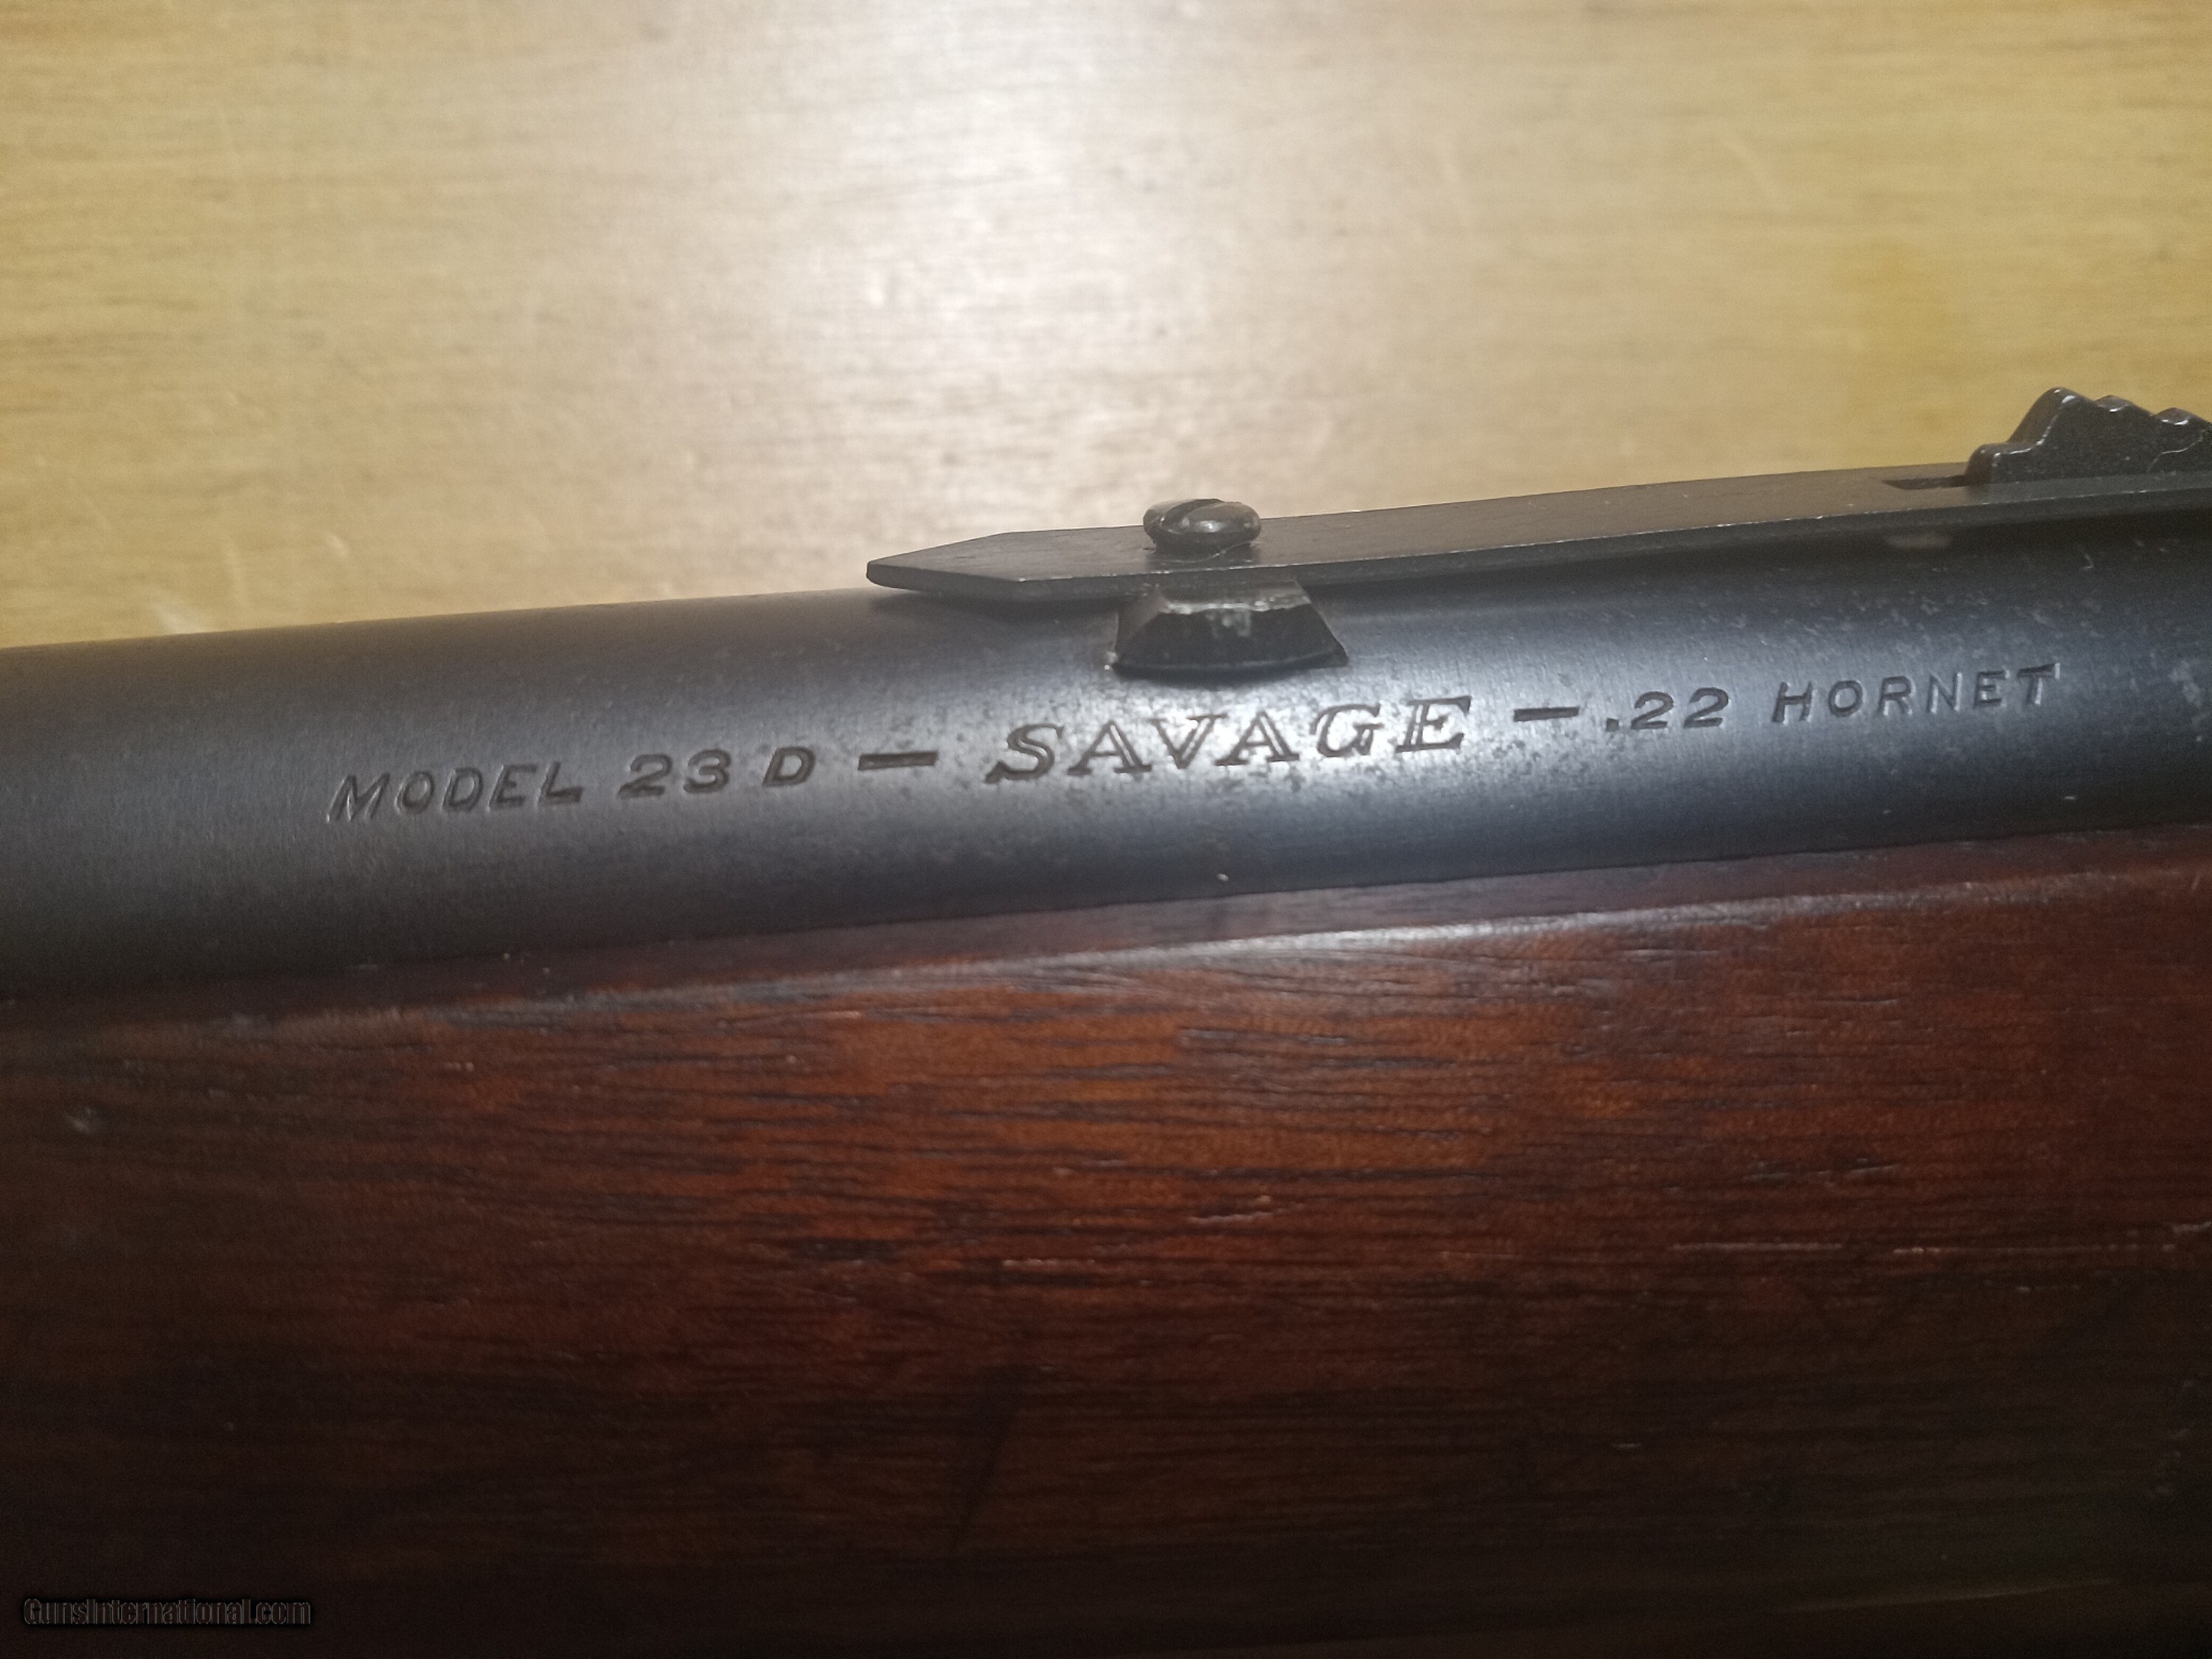 MODEL 23 D — SAVAGE — .22 HORNET
GunsInternational.com